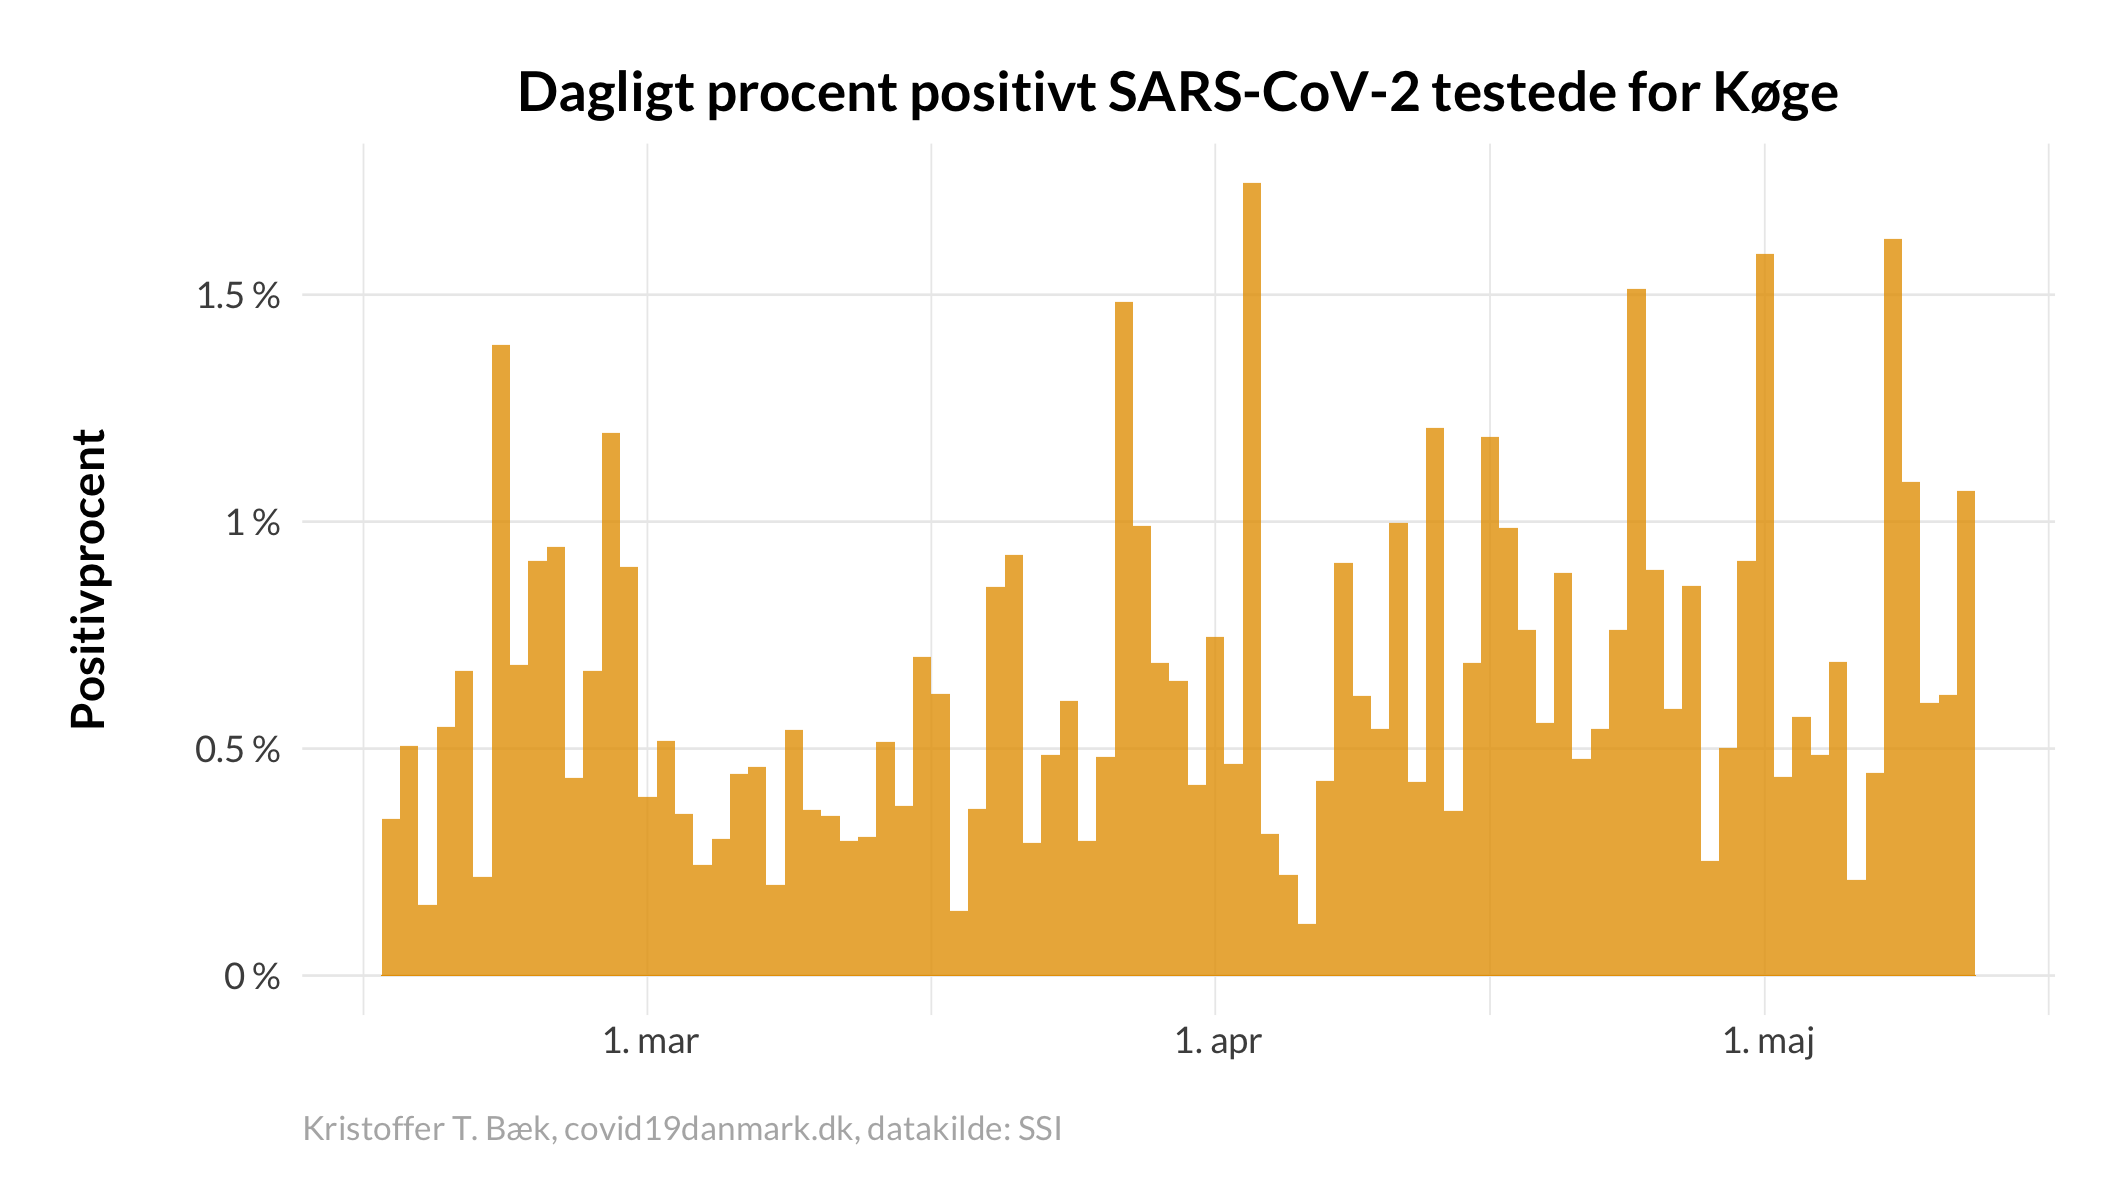 Dagligt procent positivt SARS-CoV-2 testede for Køge
Positivprocent
1.5 %
1 %
0.5 %
0 %
1. mar
1. apr
1. maj
Kristoffer T. Bæk, covid19danmark.dk, datakilde: SSI